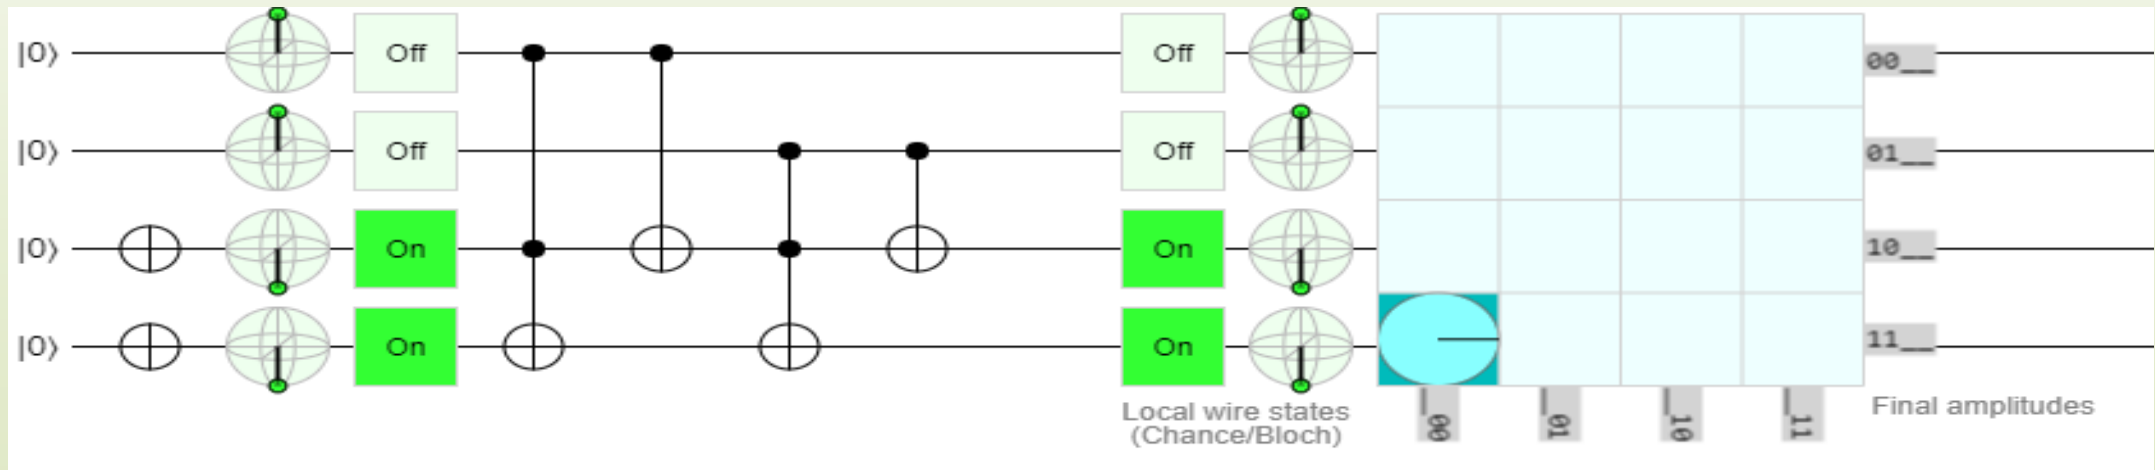 |0⟩ Off Off 00__
|0⟩ Off Off 01__
|0⟩ On On 10__
|0⟩ On On 11__
Local wire states
(Chance/Bloch)
__00 __01 __10 __11
Final amplitudes